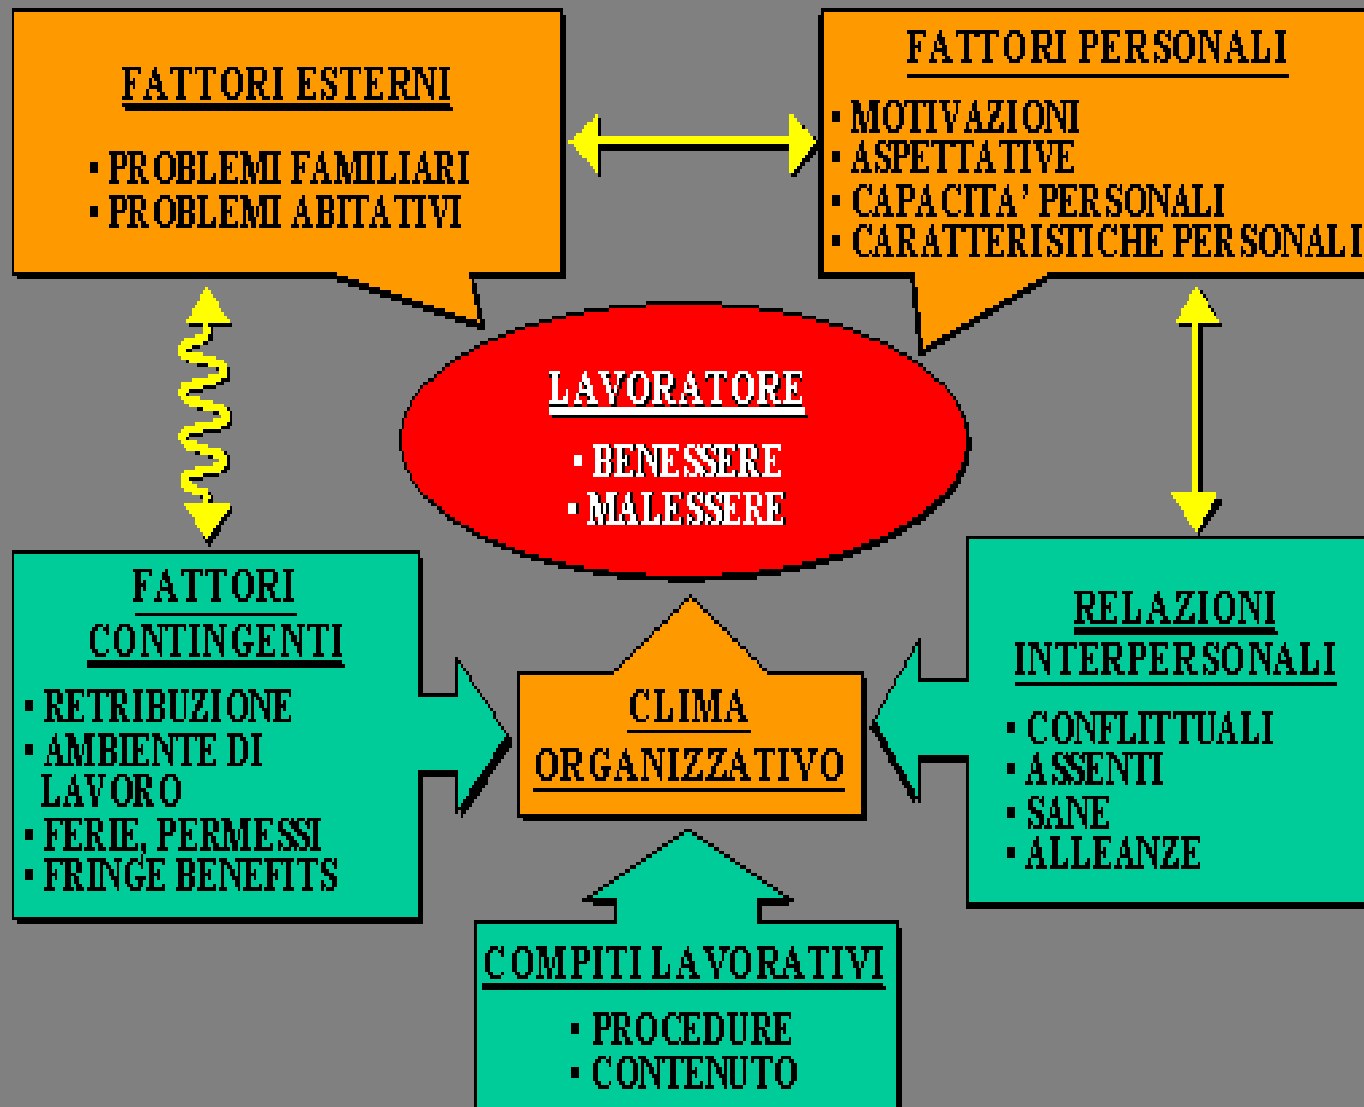 FATTORI ESTERNI
▪ PROBLEMI FAMILIARI
▪ PROBLEMI ABITATIVI
FATTORI PERSONALI
▪ MOTIVAZIONI
▪ ASPETTATIVE
▪ CAPACITA' PERSONALI
▪ CARATTERISTICHE PERSONALI
LAVORATORE
▪ BENESSERE
▪ MALESSERE
FATTORI
CONTINGENTI
▪ RETRIBUZIONE
▪ AMBIENTE DI
LAVORO
▪ FERIE, PERMESSI
▪ FRINGE BENEFITS
CLIMA
ORGANIZZATIVO
RELAZIONI
INTERPERSONALI
▪ CONFLITTUALI
▪ ASSENTI
▪ SANE
▪ ALLEANZE
COMPITI LAVORATIVI
▪ PROCEDURE
▪ CONTENUTO